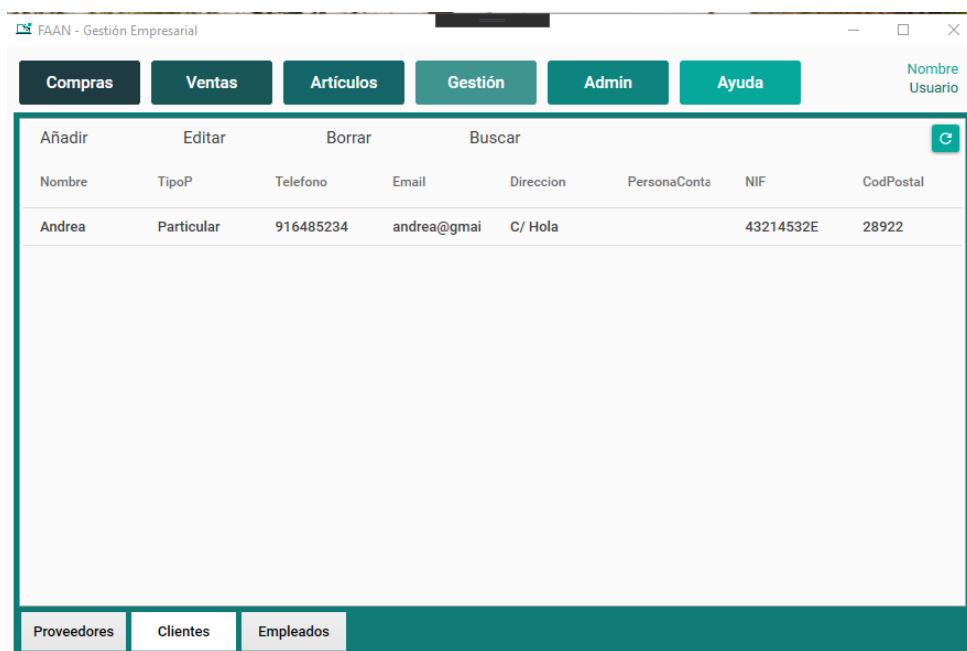 FAAN - Gestión Empresarial
Compras Ventas Artículos Gestión Admin Ayuda
Nombre
Usuario
Añadir Editar Borrar Buscar
Nombre TipoP Telefono Email Direccion PersonaConta NIF CodPostal
Andrea Particular 916485234 andrea@gmai C/ Hola 43214532E 28922
Proveedores Clientes Empleados